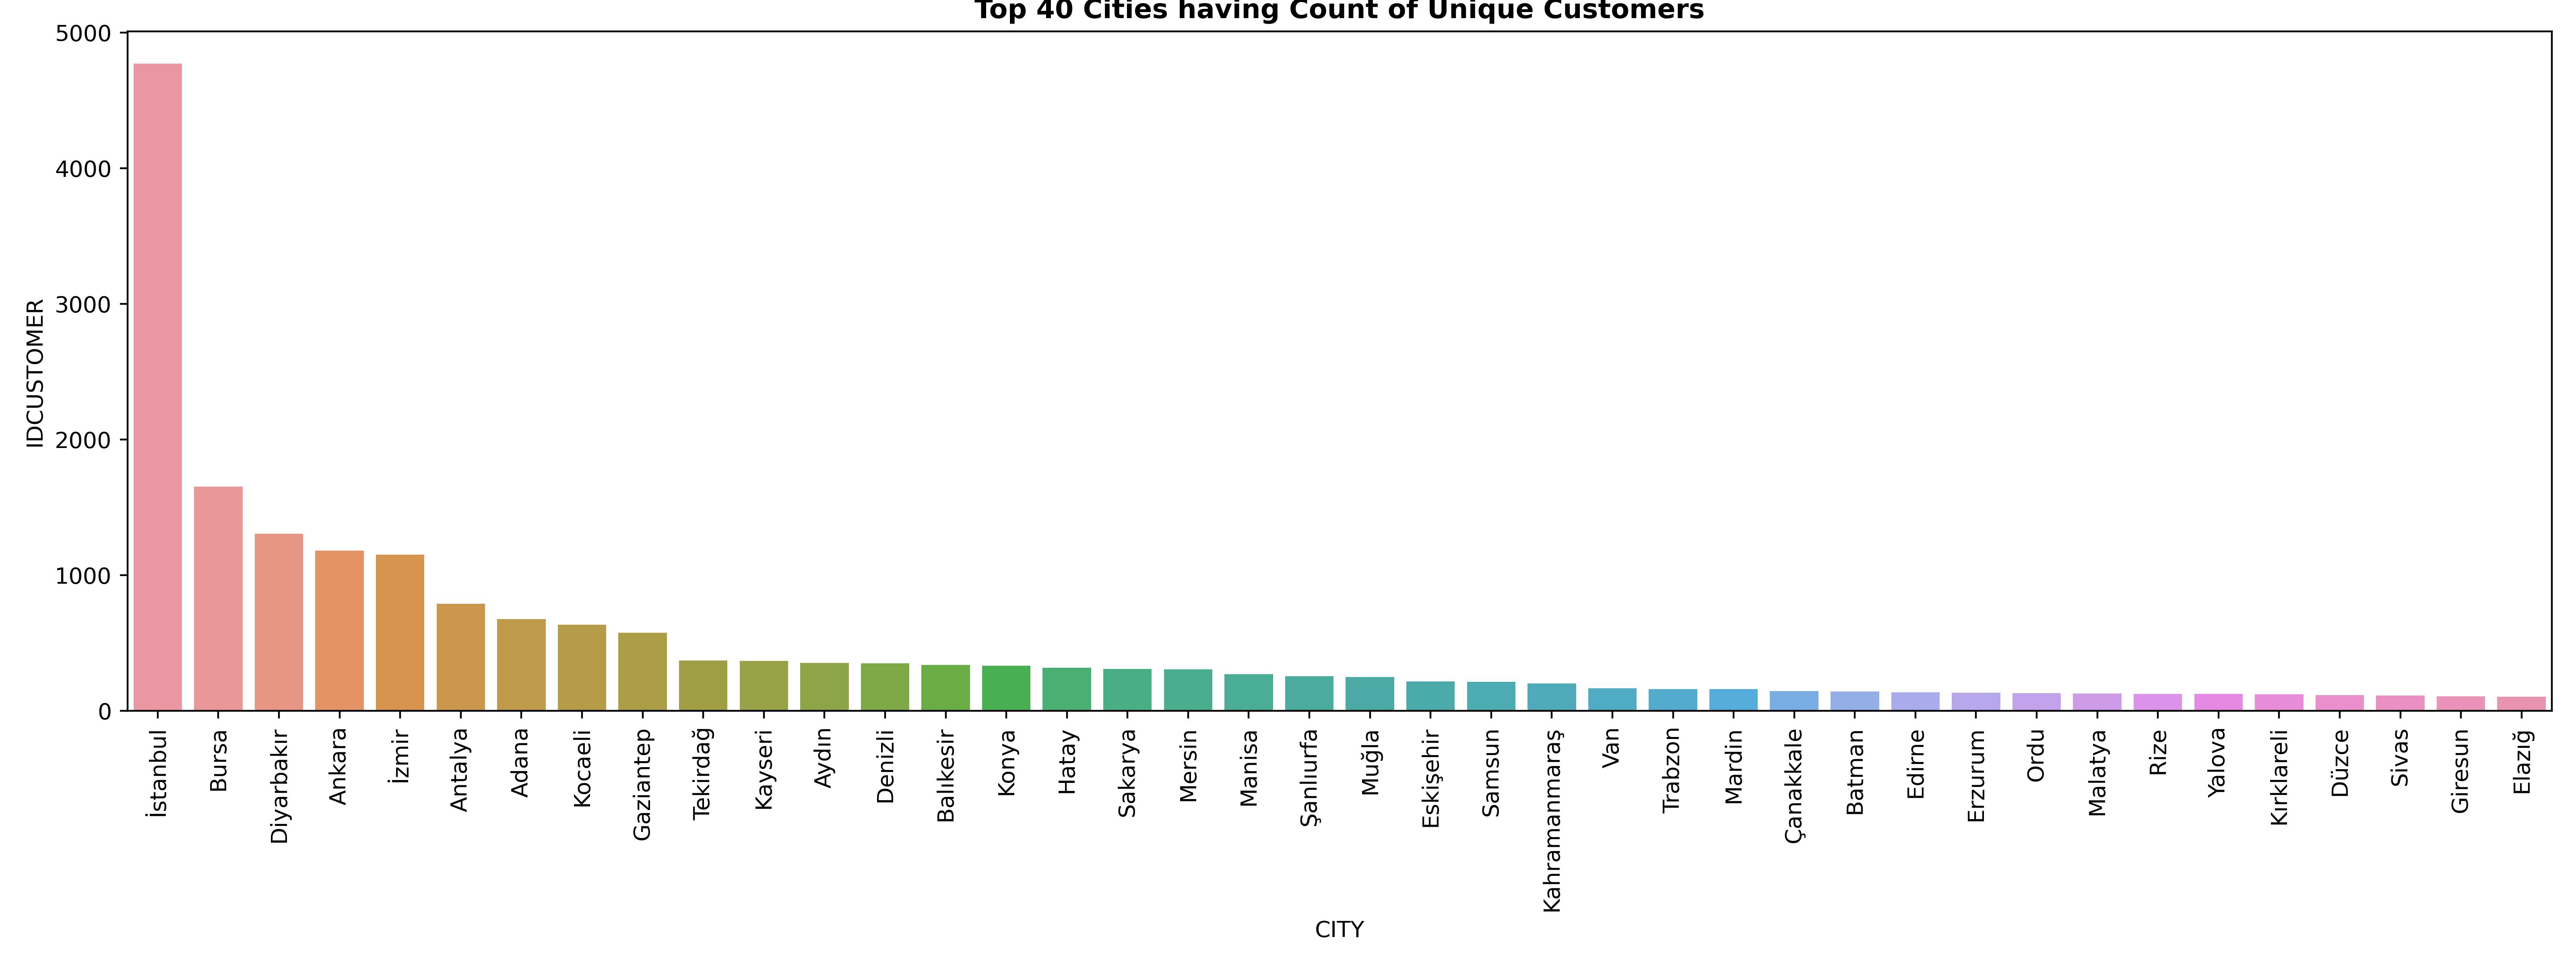 Top 40 Cities having Count of Unique Customers
IDCUSTOMER
5000
4000
3000
2000
1000
0
İstanbul
Bursa
Diyarbakır
Ankara
İzmir
Antalya
Adana
Kocaeli
Gaziantep
Tekirdağ
Kayseri
Aydın
Denizli
Balıkesir
Konya
Hatay
Sakarya
Mersin
Manisa
Şanlıurfa
Muğla
Eskişehir
Samsun
Kahramanmaraş
Van
Trabzon
Mardin
Çanakkale
Batman
Edirne
Erzurum
Ordu
Malatya
Rize
Yalova
Kırklareli
Düzce
Sivas
Giresun
Elazığ
CITY